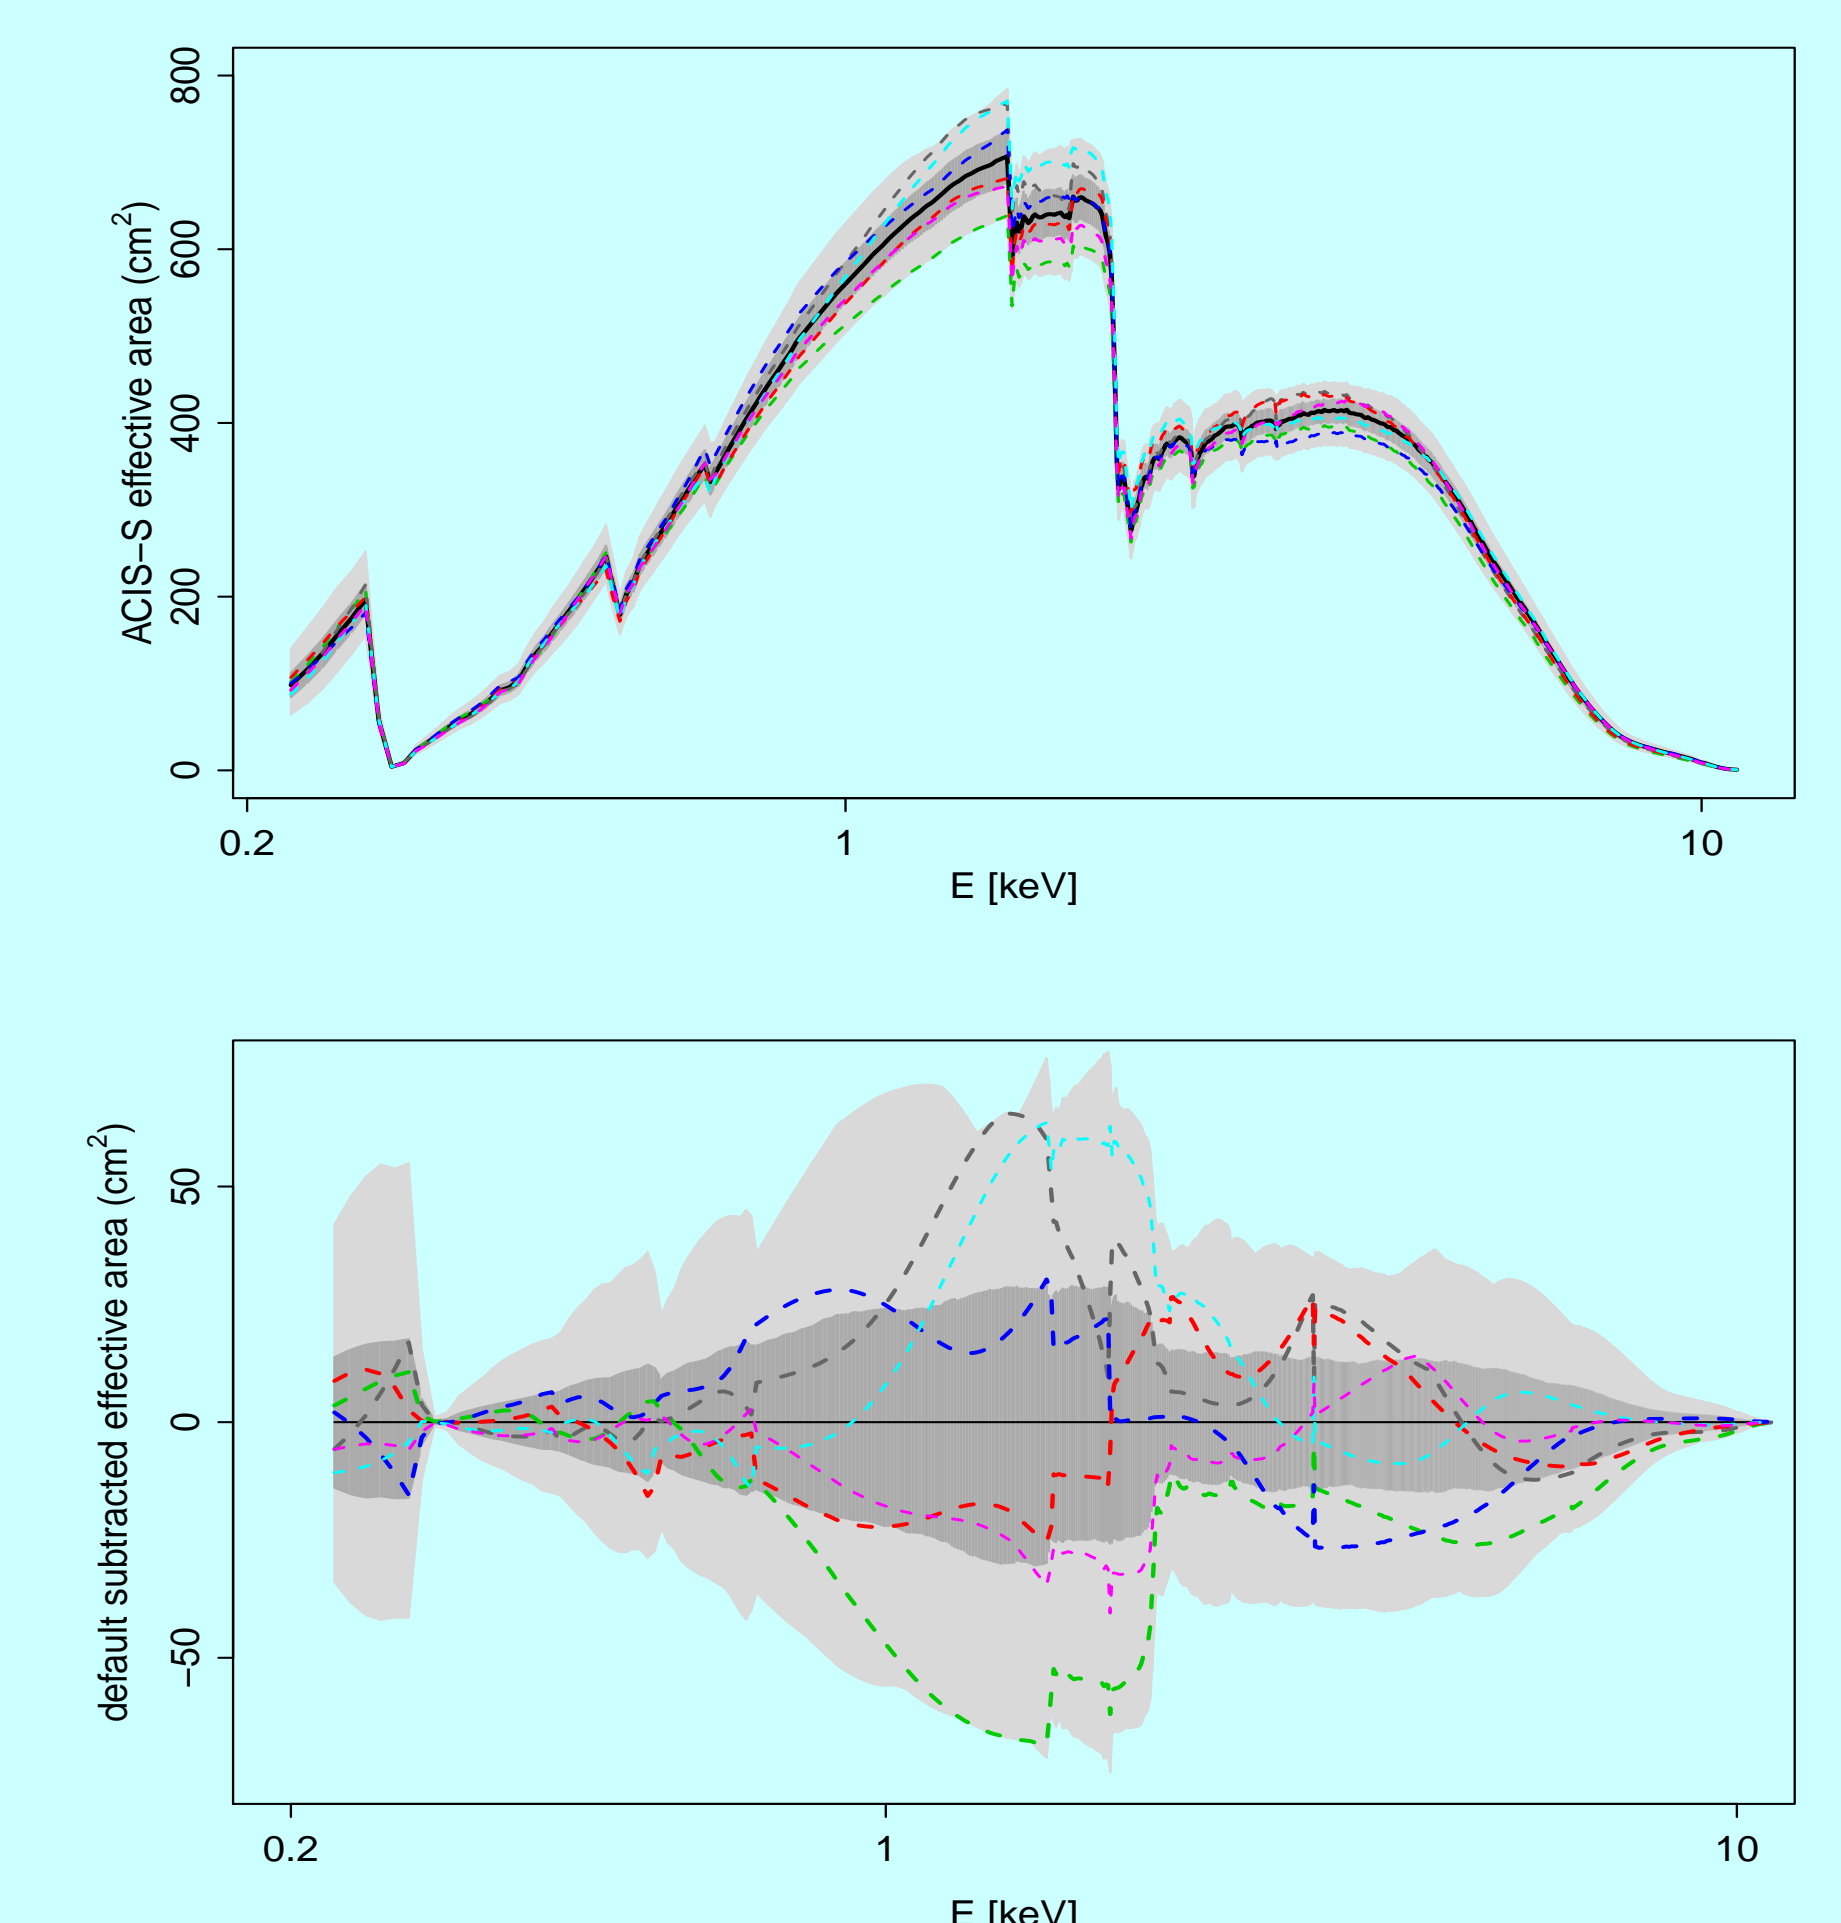 800
600
400
200
0
ACIS−S effective area (cm²)
0.2 1 10
E [keV]
50
0
−50
default subtracted effective area (cm²)
0.2 1 10
E [keV]